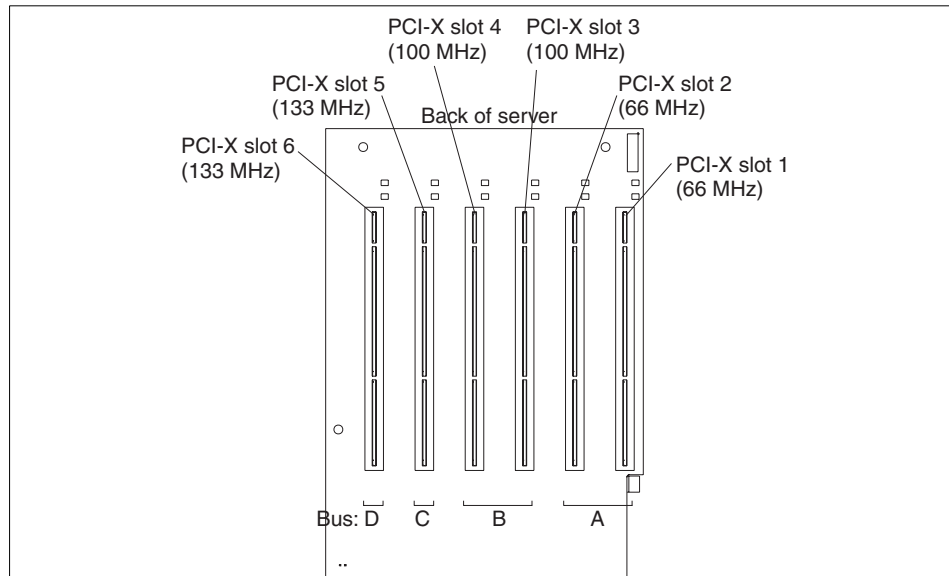 PCI-X slot 4
(100 MHz)
PCI-X slot 3
(100 MHz)
PCI-X slot 5
(133 MHz)
PCI-X slot 2
(66 MHz)
Back of server
PCI-X slot 6
(133 MHz)
PCI-X slot 1
(66 MHz)
Bus: D C B A